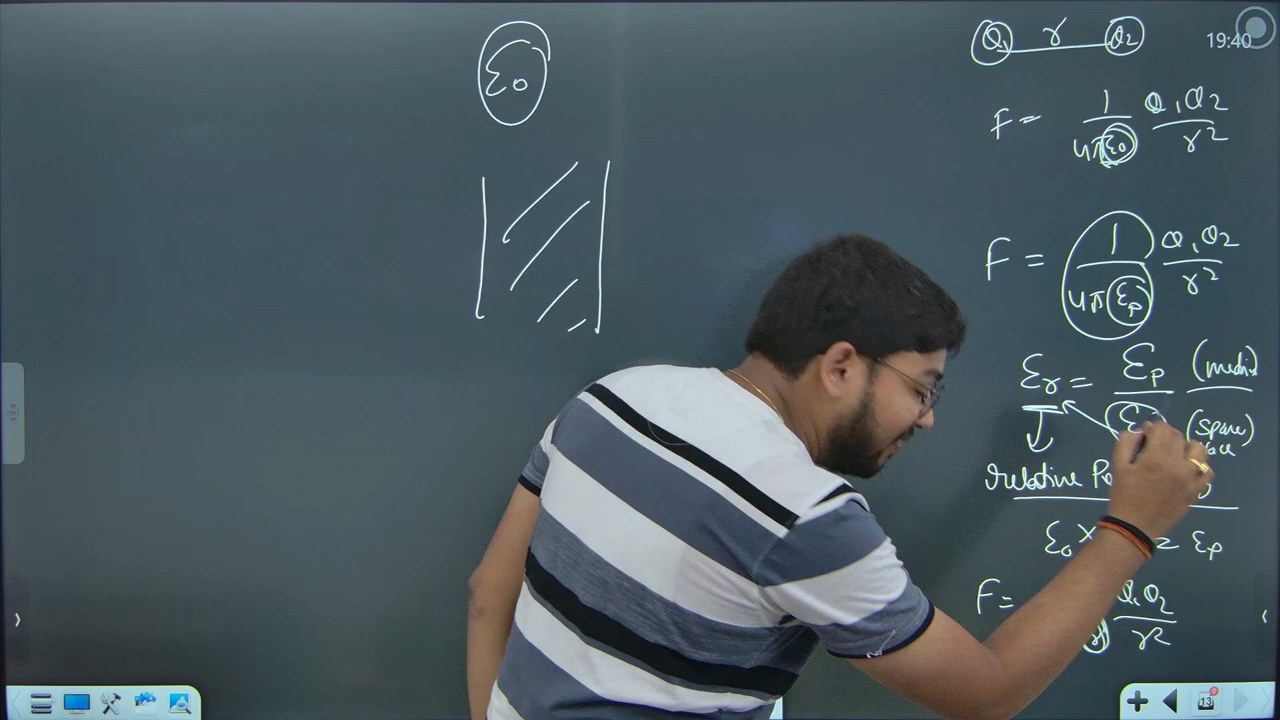 ε0
Q1 r Q2
19:40
F = 1/4πε0 Q1Q2/r²
F = 1/4πεp Q1Q2/r²
εr = εp (medi
(space)
relative
ε0 × = εp
F = Q1Q2/r²
13